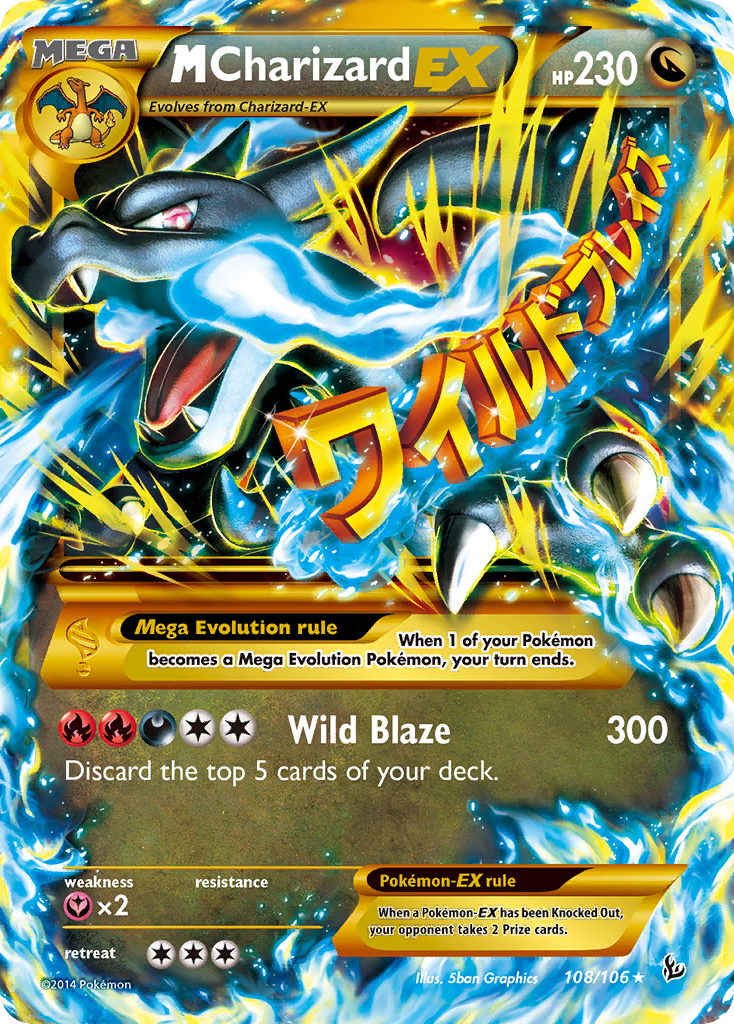 MEGA
M Charizard EX
HP230
Evolves from Charizard-EX
ワイルドブレイズ
Mega Evolution rule
When 1 of your Pokémon
becomes a Mega Evolution Pokémon, your turn ends.
Wild Blaze 300
Discard the top 5 cards of your deck.
weakness resistance
×2
Pokémon-EX rule
When a Pokémon-EX has been Knocked Out,
your opponent takes 2 Prize cards.
retreat
©2014 Pokémon
Illus. 5ban Graphics
108/106